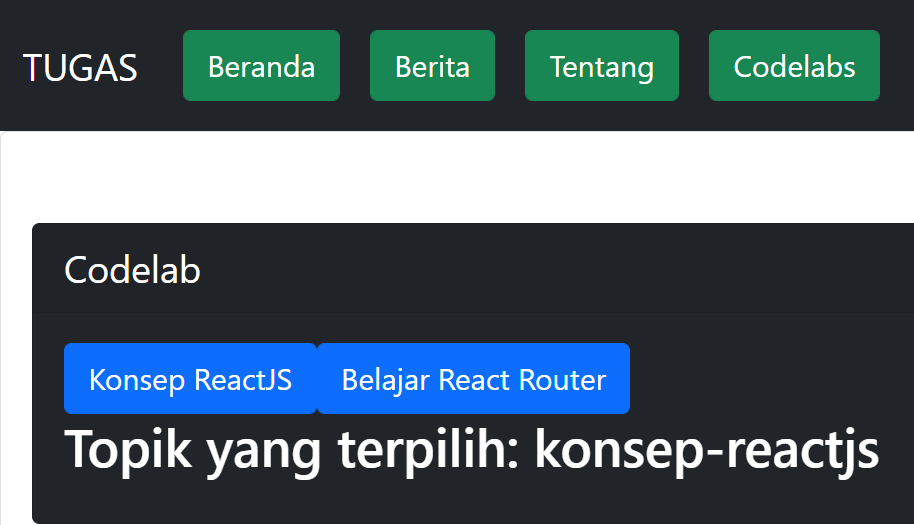 TUGAS Beranda Berita Tentang Codelabs
Codelab
Konsep ReactJS Belajar React Router
Topik yang terpilih: konsep-reactjs